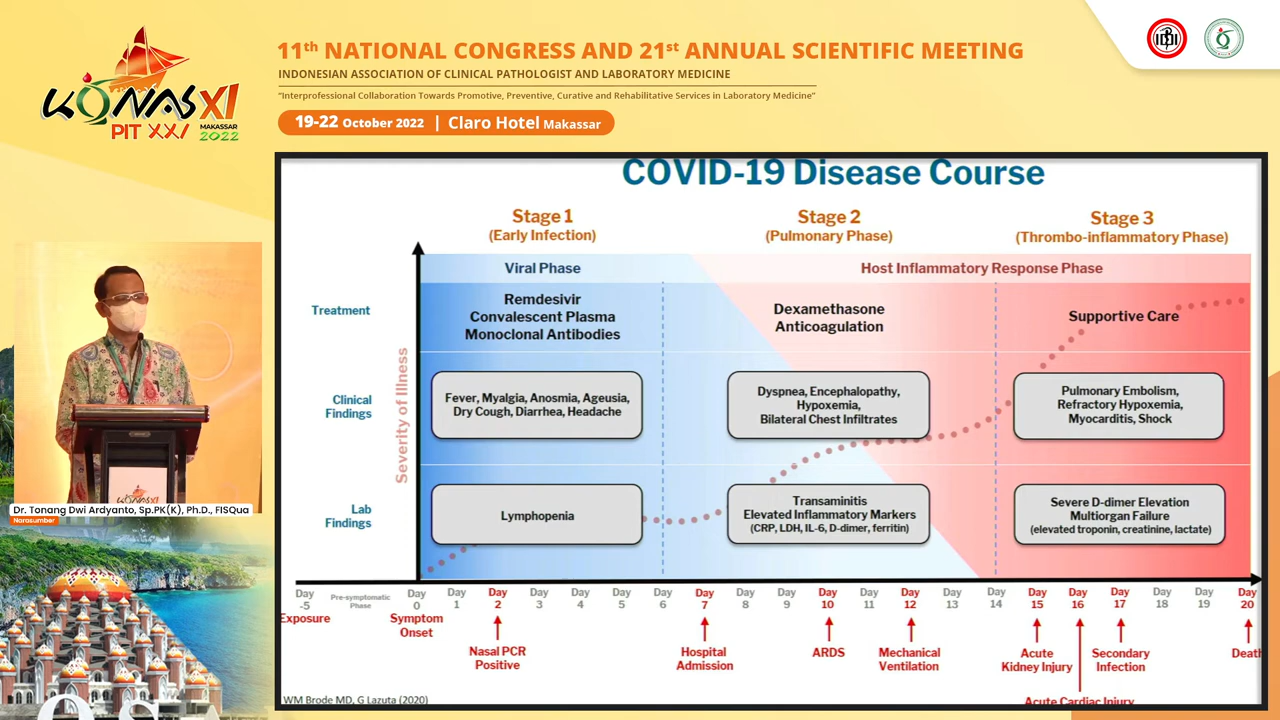 11th NATIONAL CONGRESS AND 21st ANNUAL SCIENTIFIC MEETING
INDONESIAN ASSOCIATION OF CLINICAL PATHOLOGIST AND LABORATORY MEDICINE
"Interprofessional Collaboration Towards Promotive, Preventive, Curative and Rehabilitative Services in Laboratory Medicine"
19-22 October 2022 | Claro Hotel Makassar
KONAS XI
PIT XXI
MAKASSAR
2022
IDI
COVID-19 Disease Course
Stage 1
(Early Infection)
Stage 2
(Pulmonary Phase)
Stage 3
(Thrombo-inflammatory Phase)
Viral Phase
Host Inflammatory Response Phase
Severity of Illness
Treatment
Remdesivir
Convalescent Plasma
Monoclonal Antibodies
Dexamethasone
Anticoagulation
Supportive Care
Clinical
Findings
Fever, Myalgia, Anosmia, Ageusia,
Dry Cough, Diarrhea, Headache
Dyspnea, Encephalopathy,
Hypoxemia,
Bilateral Chest Infiltrates
Pulmonary Embolism,
Refractory Hypoxemia,
Myocarditis, Shock
Lab
Findings
Lymphopenia
Transaminitis
Elevated Inflammatory Markers
(CRP, LDH, IL-6, D-dimer, ferritin)
Severe D-dimer Elevation
Multiorgan Failure
(elevated troponin, creatinine, lactate)
Day -5
Pre-symptomatic Phase
Day 0
Day 1
Day 2
Day 3
Day 4
Day 5
Day 6
Day 7
Day 8
Day 9
Day 10
Day 11
Day 12
Day 13
Day 14
Day 15
Day 16
Day 17
Day 18
Day 19
Day 20
Exposure
Symptom
Onset
Nasal PCR
Positive
Hospital
Admission
ARDS
Mechanical
Ventilation
Acute
Kidney Injury
Secondary
Infection
Death
Acute Cardiac Injury
WM Brode MD, G Lazuta (2020)
Dr. Tonang Dwi Ardyanto, Sp.PK(K), Ph.D., FISQua
Narasumber